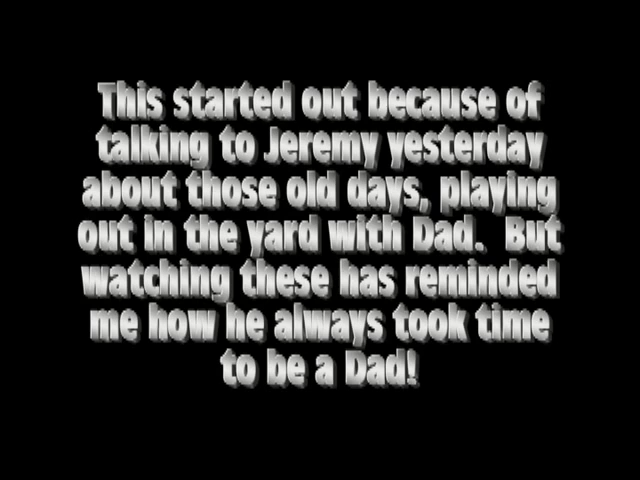 This started out because of
talking to Jeremy yesterday
about those old days, playing
out in the yard with Dad.  But
watching these has reminded
me how he always took time
to be a Dad!